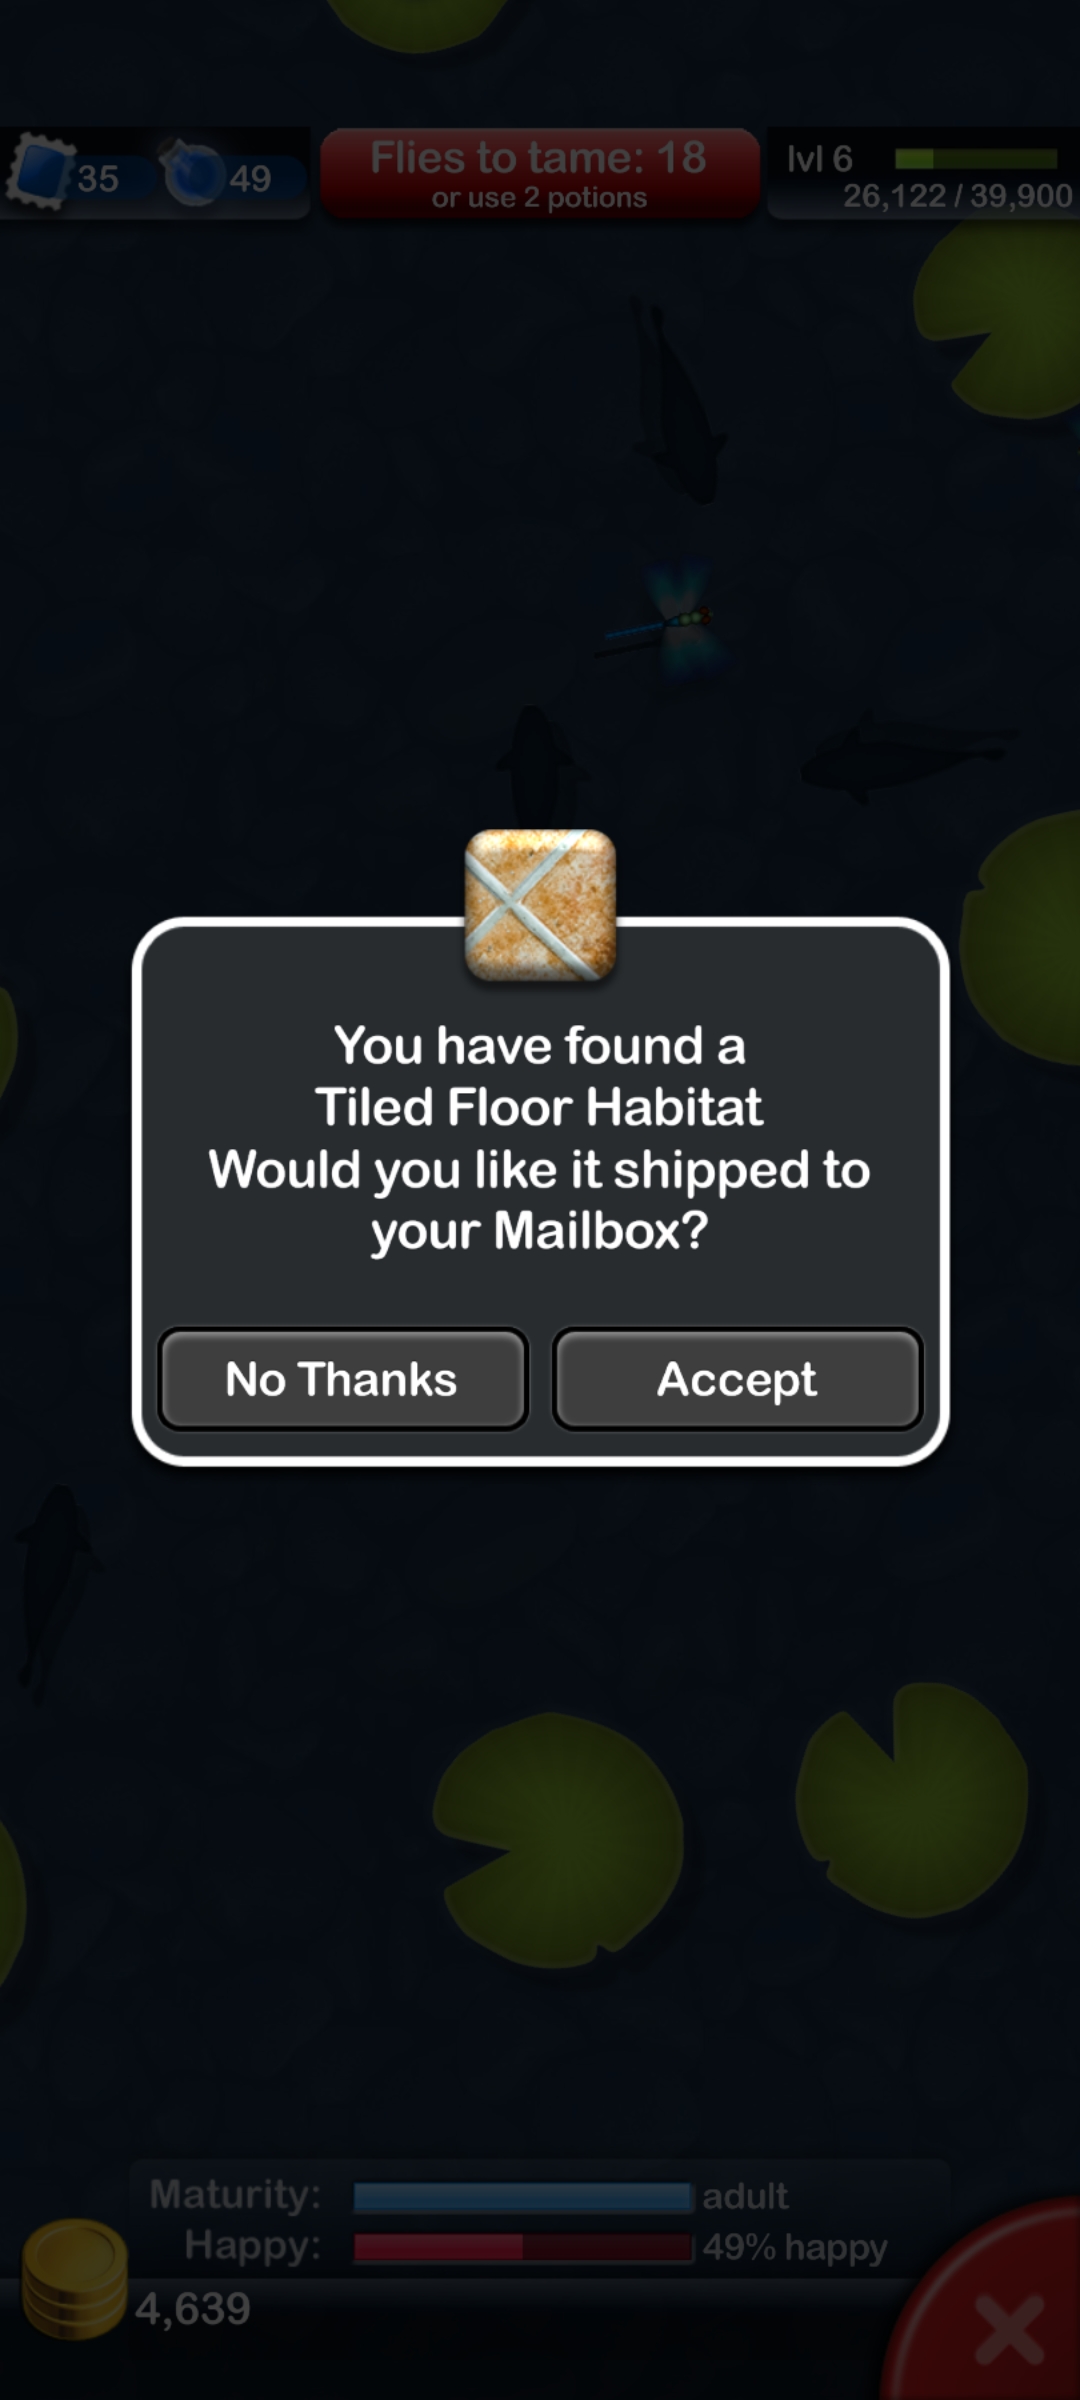 35
49
Flies to tame: 18
or use 2 potions
lvl 6
26,122 / 39,900
You have found a
Tiled Floor Habitat
Would you like it shipped to
your Mailbox?
No Thanks
Accept
Maturity:
adult
Happy:
49% happy
4,639